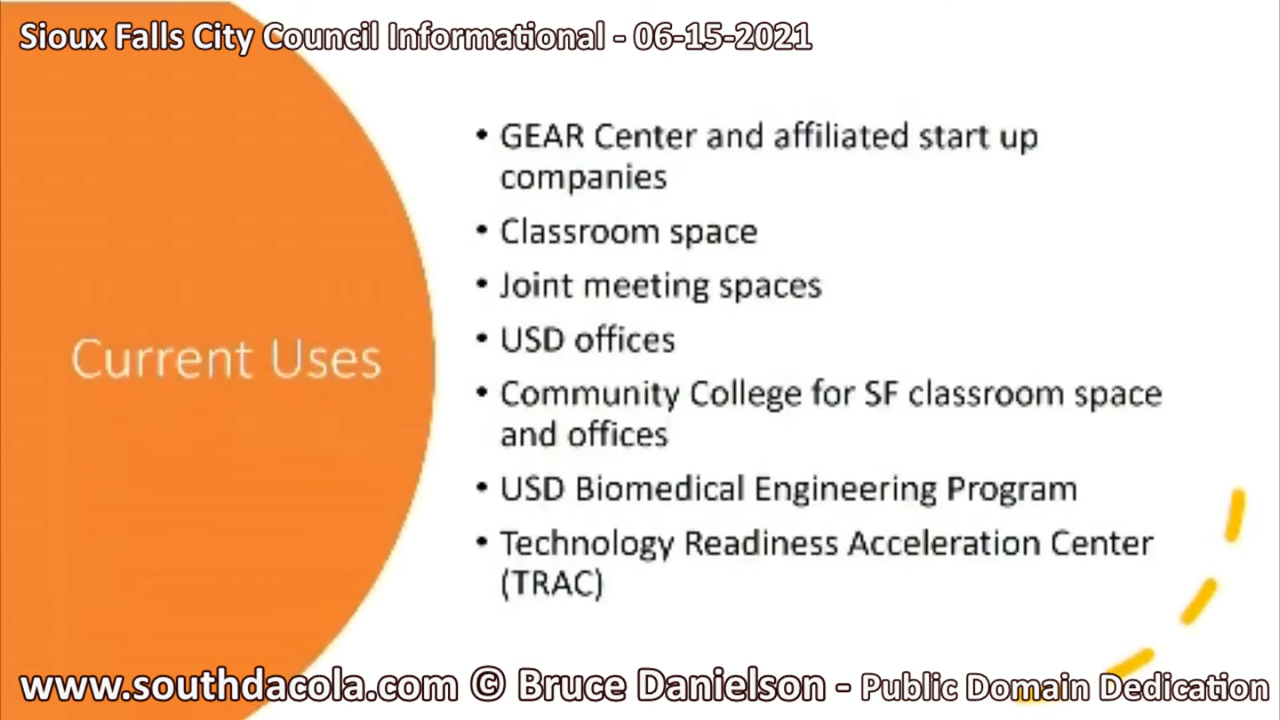 Sioux Falls City Council Informational - 06-15-2021
Current Uses
• GEAR Center and affiliated start up
companies
• Classroom space
• Joint meeting spaces
• USD offices
• Community College for SF classroom space
and offices
• USD Biomedical Engineering Program
• Technology Readiness Acceleration Center
(TRAC)
www.southdacola.com © Bruce Danielson - Public Domain Dedication